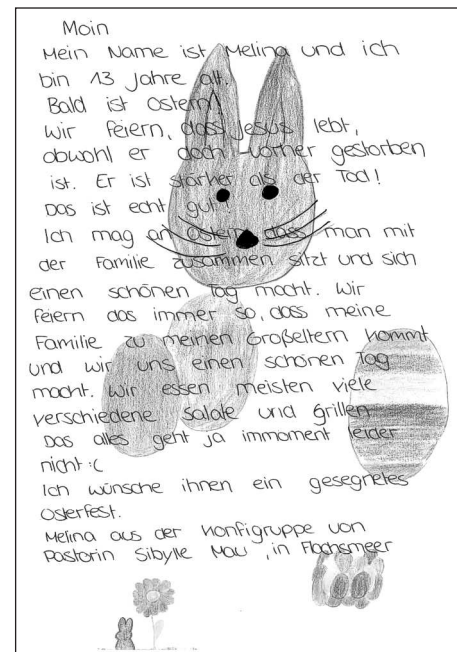 Moin
Mein Name ist Melina und ich
bin 13 Jahre alt.
Bald ist Ostern!
Wir feiern, dass Jesus lebt,
obwohl er doch vorher gestorben
ist. Er ist stärker als der Tod!
Das ist echt gut!
Ich mag an Ostern dass man mit
der Familie zusammen sitzt und sich
einen schönen Tag macht. Wir
feiern das immer so, dass meine
Familie zu meinen Großeltern kommt
und wir uns einen schönen Tag
macht. Wir essen meisten viele
verschiedene Salate und Grillen.
Das alles geht ja immoment leider
nicht :(
Ich wünsche ihnen ein gesegnetes
Osterfest.
Melina aus der Konfigruppe von
Pastorin Sibylle Mau, in Flachsmeer